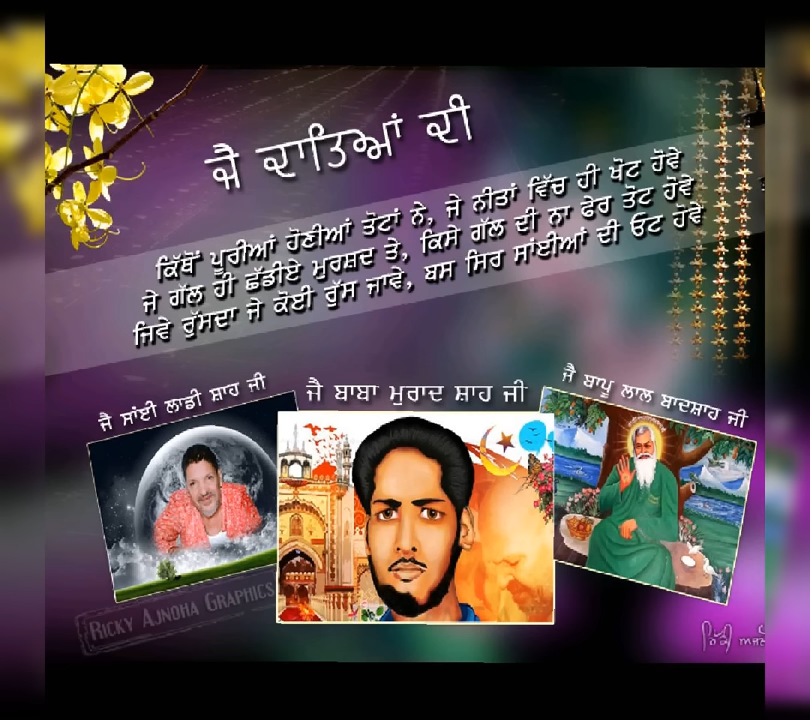 ਜੈ ਦਾਤਿਆਂ ਦੀ
ਕਿੱਥੋਂ ਪੂਰੀਆਂ ਹੋਣੀਆਂ ਤੋਟਾਂ ਨੇ, ਜੇ ਨੀਤਾਂ ਵਿੱਚ ਹੀ ਖੋਟ ਹੋਵੇ
ਜੇ ਗੱਲ ਹੀ ਛੱਡੀਏ ਮੁਰਸ਼ਦ ਤੇ, ਕਿਸੇ ਗੱਲ ਦੀ ਨਾ ਫੇਰ ਤੋਟ ਹੋਵੇ
ਜਿਵੇ ਰੁੱਸਦਾ ਜੇ ਕੋਈ ਰੁੱਸ ਜਾਵੇ, ਬਸ ਸਿਰ ਸਾਂਈਆਂ ਦੀ ਓਟ ਹੋਵੇ
ਜੈ ਸਾਂਈ ਲਾਡੀ ਸ਼ਾਹ ਜੀ
ਜੈ ਬਾਬਾ ਮੁਰਾਦ ਸ਼ਾਹ ਜੀ
ਜੈ ਬਾਪੂ ਲਾਲ ਬਾਦਸ਼ਾਹ ਜੀ
RICKY AJNOHA GRAPHICS
ਰਿੱਕੀ